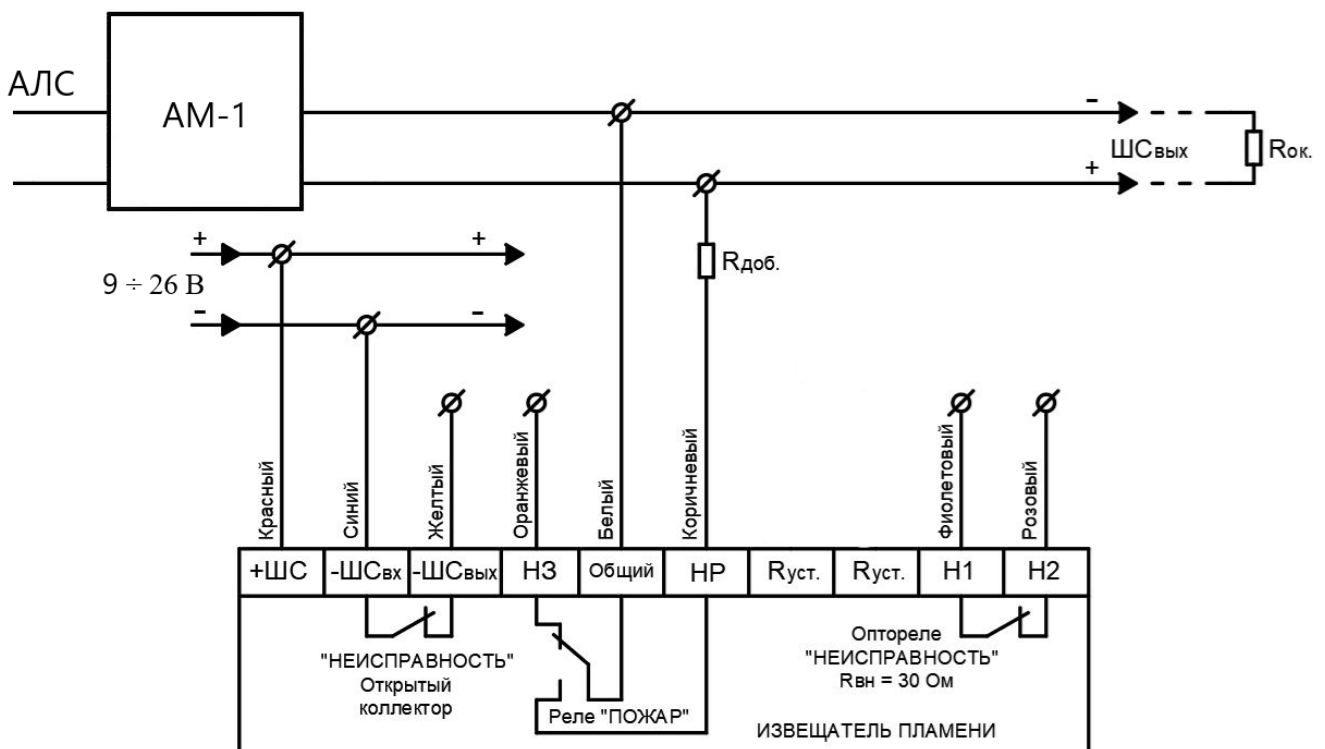 АЛС
АМ-1
-
ШСвых
+
Rок.
+
+
Rдоб.
9 ÷ 26 В
-
-
Красный
Синий
Желтый
Оранжевый
Белый
Коричневый
Фиолетовый
Розовый
+ШС
-ШСвх
-ШСвых
НЗ
Общий
НР
Rуст.
Rуст.
Н1
Н2
"НЕИСПРАВНОСТЬ"
Открытый
коллектор
Реле "ПОЖАР"
Оптореле
"НЕИСПРАВНОСТЬ"
Rвн = 30 Ом
ИЗВЕЩАТЕЛЬ ПЛАМЕНИ